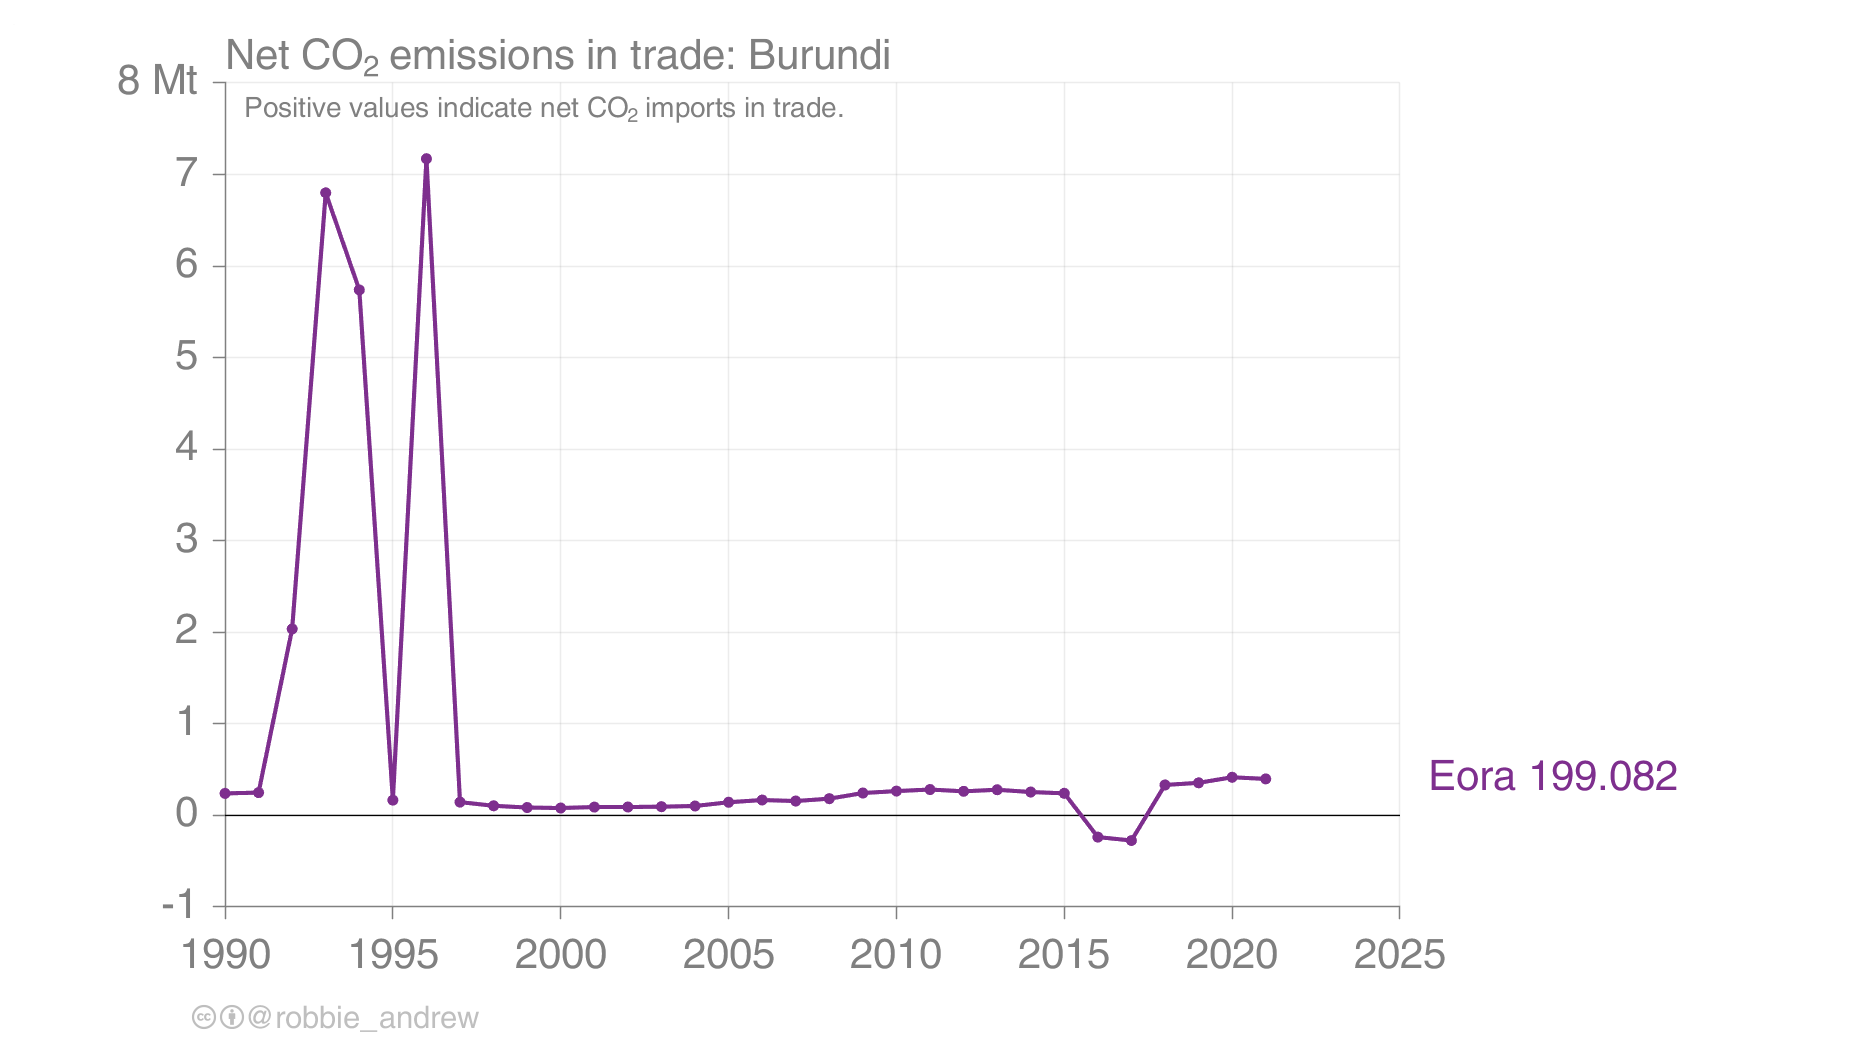 Net CO₂ emissions in trade: Burundi
8 Mt
Positive values indicate net CO₂ imports in trade.
7
6
5
4
3
2
1
0
-1
Eora 199.082
1990 1995 2000 2005 2010 2015 2020 2025
@robbie_andrew